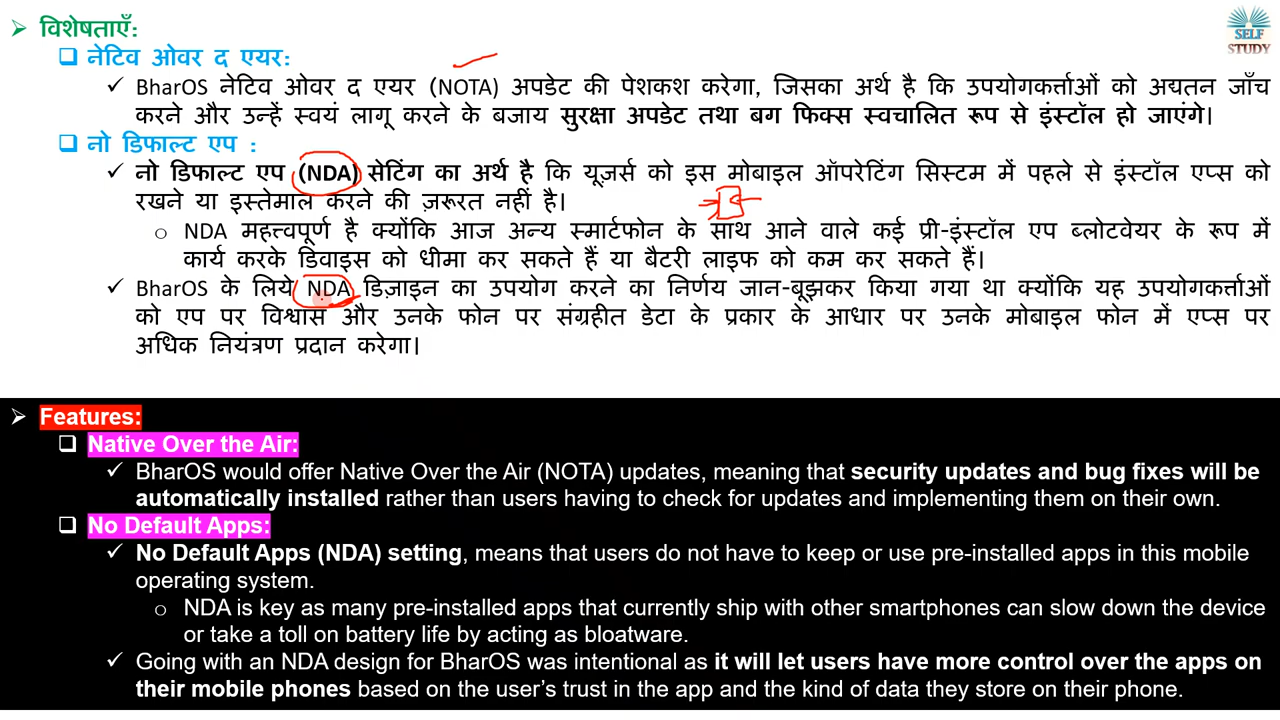 विशेषताएँ:
SELF
STUDY
नेटिव ओवर द एयर:
BharOS नेटिव ओवर द एयर (NOTA) अपडेट की पेशकश करेगा, जिसका अर्थ है कि उपयोगकर्त्ताओं को अद्यतन जाँच
करने और उन्हें स्वयं लागू करने के बजाय सुरक्षा अपडेट तथा बग फिक्स स्वचालित रूप से इंस्टॉल हो जाएंगे।
नो डिफाल्ट एप :
नो डिफाल्ट एप (NDA) सेटिंग का अर्थ है कि यूज़र्स को इस मोबाइल ऑपरेटिंग सिस्टम में पहले से इंस्टॉल एप्स को
रखने या इस्तेमाल करने की ज़रूरत नहीं है।
NDA महत्त्वपूर्ण है क्योंकि आज अन्य स्मार्टफोन के साथ आने वाले कई प्री-इंस्टॉल एप ब्लोटवेयर के रूप में
कार्य करके डिवाइस को धीमा कर सकते हैं या बैटरी लाइफ को कम कर सकते हैं।
BharOS के लिये NDA डिज़ाइन का उपयोग करने का निर्णय जान-बूझकर किया गया था क्योंकि यह उपयोगकर्त्ताओं
को एप पर विश्वास और उनके फोन पर संग्रहीत डेटा के प्रकार के आधार पर उनके मोबाइल फोन में एप्स पर
अधिक नियंत्रण प्रदान करेगा।
Features:
Native Over the Air:
BharOS would offer Native Over the Air (NOTA) updates, meaning that security updates and bug fixes will be
automatically installed rather than users having to check for updates and implementing them on their own.
No Default Apps:
No Default Apps (NDA) setting, means that users do not have to keep or use pre-installed apps in this mobile
operating system.
NDA is key as many pre-installed apps that currently ship with other smartphones can slow down the device
or take a toll on battery life by acting as bloatware.
Going with an NDA design for BharOS was intentional as it will let users have more control over the apps on
their mobile phones based on the user's trust in the app and the kind of data they store on their phone.